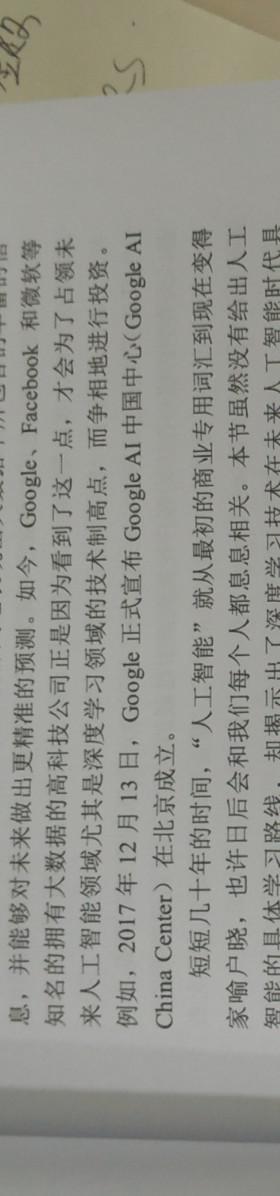 息，并能够对未来做出更精准的预测。如今，Google、Facebook 和微软等
知名的拥有大数据的高科技公司正是因为看到了这一点，才会为了占领未
来人工智能领域尤其是深度学习领域的技术制高点，而争相地进行投资。
例如，2017 年 12 月 13 日，Google 正式宣布 Google AI 中国中心(Google AI
China Center）在北京成立。
短短几十年的时间，“人工智能”就从最初的商业专用词汇到现在变得
家喻户晓，也许日后会和我们每个人都息息相关。本节虽然没有给出人工
智能的具体学习路线，却揭示出了深度学习技术在未来人工智能时代具